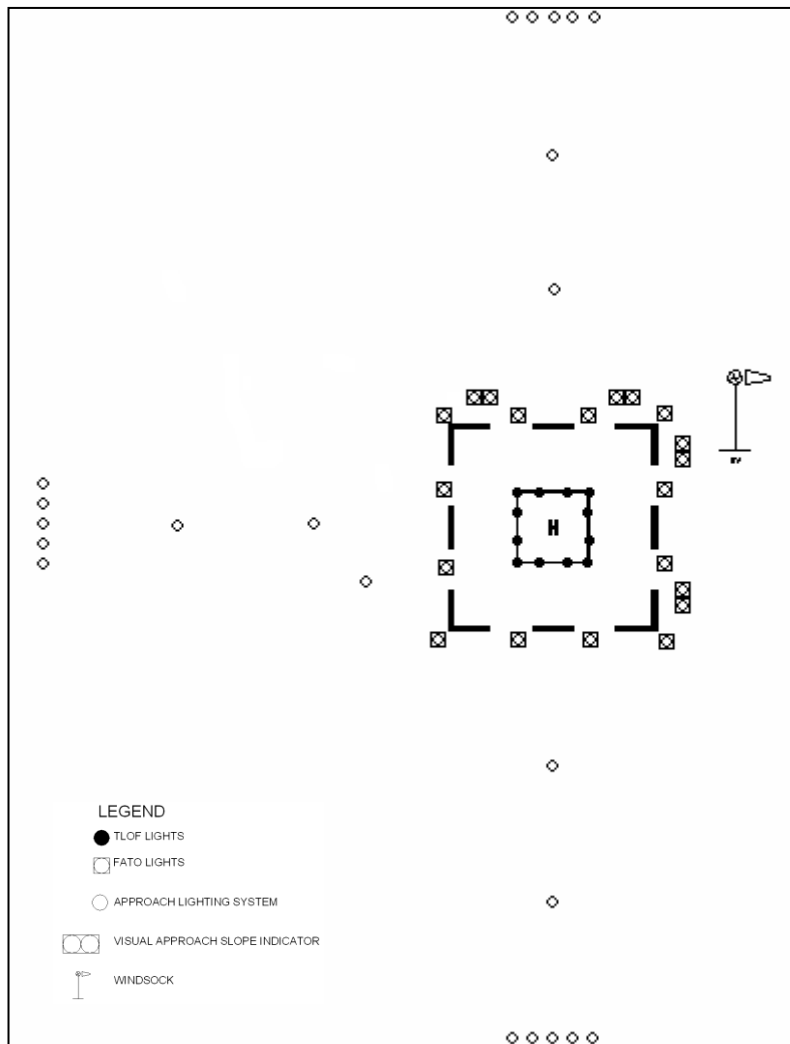 H
LEGEND
TLOF LIGHTS
FATO LIGHTS
APPROACH LIGHTING SYSTEM
VISUAL APPROACH SLOPE INDICATOR
WINDSOCK